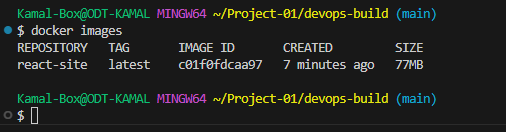 Kamal-Box@ODT-KAMAL MINGW64 ~/Project-01/devops-build (main)
$ docker images
REPOSITORY   TAG       IMAGE ID       CREATED         SIZE
react-site   latest    c01f0fdcaa97   7 minutes ago   77MB
Kamal-Box@ODT-KAMAL MINGW64 ~/Project-01/devops-build (main)
$